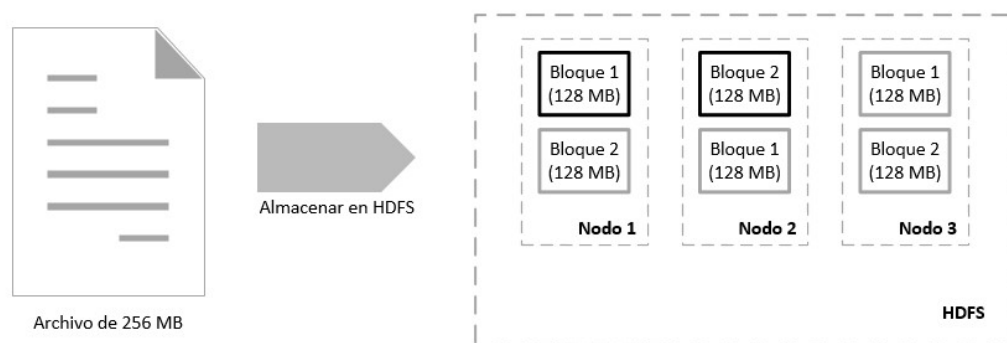 Archivo de 256 MB
Almacenar en HDFS
Bloque 1
(128 MB)
Bloque 2
(128 MB)
Nodo 1
Bloque 2
(128 MB)
Bloque 1
(128 MB)
Nodo 2
Bloque 1
(128 MB)
Bloque 2
(128 MB)
Nodo 3
HDFS